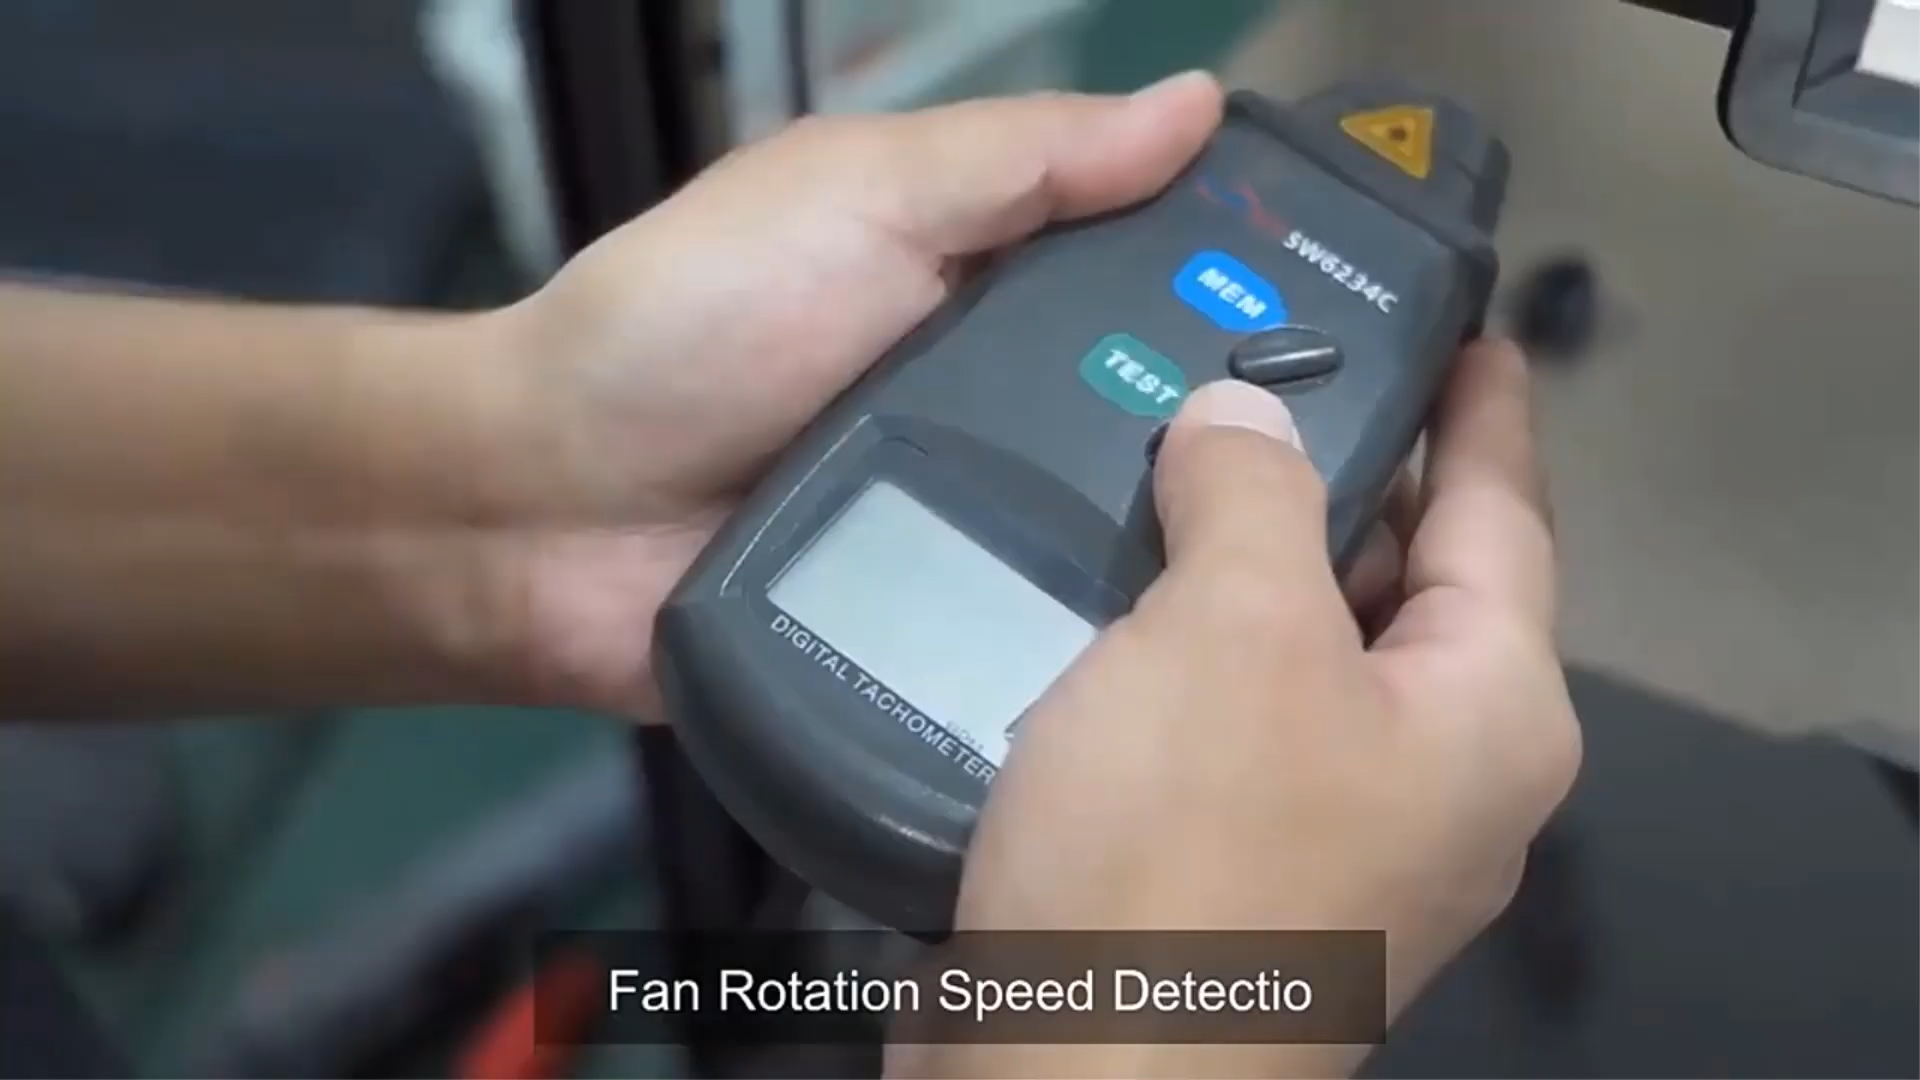 SW6234C
MEM
TEST
DIGITAL TACHOMETER
Fan Rotation Speed Detectio